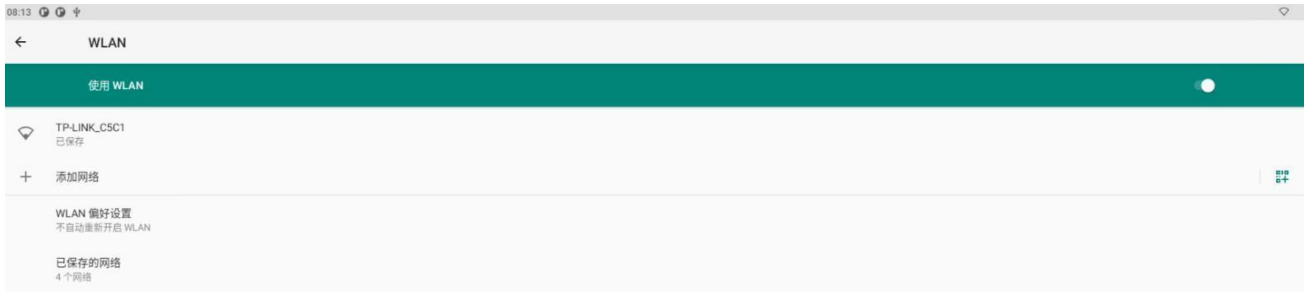 08:13
WLAN
使用 WLAN
TP-LINK_C5C1
已保存
添加网络
WLAN 偏好设置
不自动重新开启 WLAN
已保存的网络
4 个网络